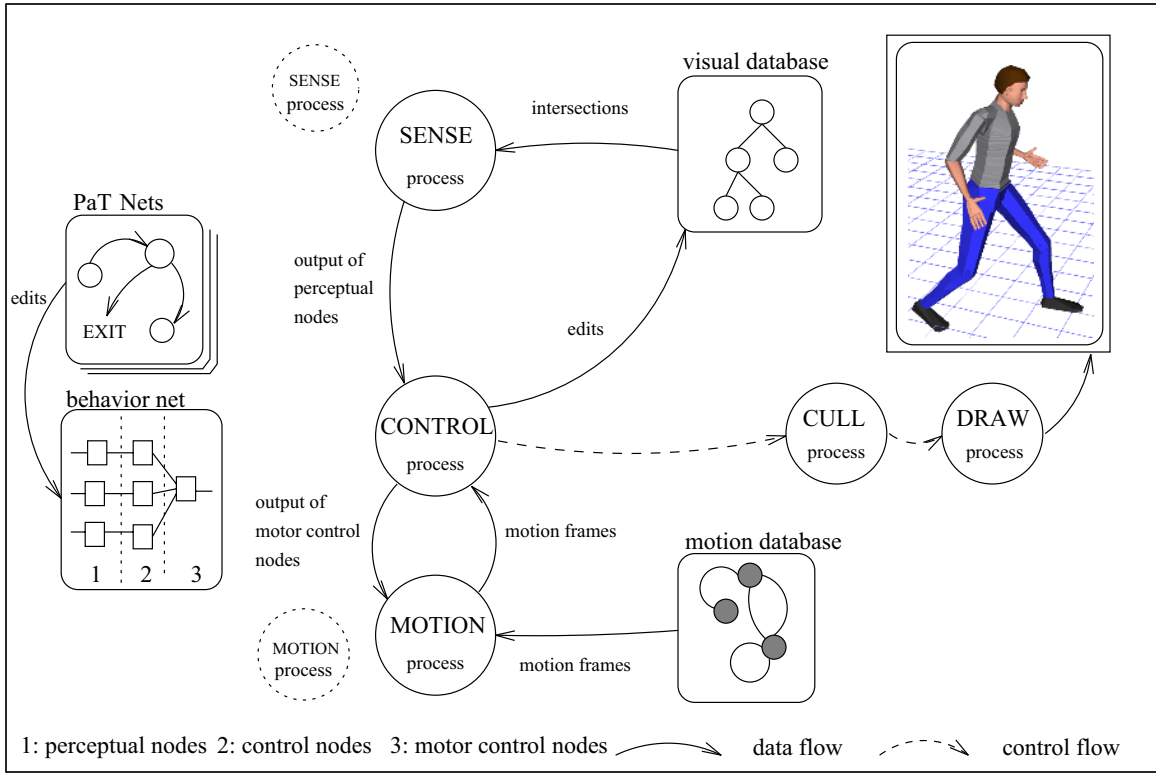 SENSE
process
SENSE
process
intersections
visual database
PaT Nets
edits
EXIT
output of
perceptual
nodes
edits
behavior net
1 2 3
CONTROL
process
CULL
process
DRAW
process
output of
motor control
nodes
motion frames
motion database
MOTION
process
MOTION
process
motion frames
1: perceptual nodes 2: control nodes 3: motor control nodes data flow control flow